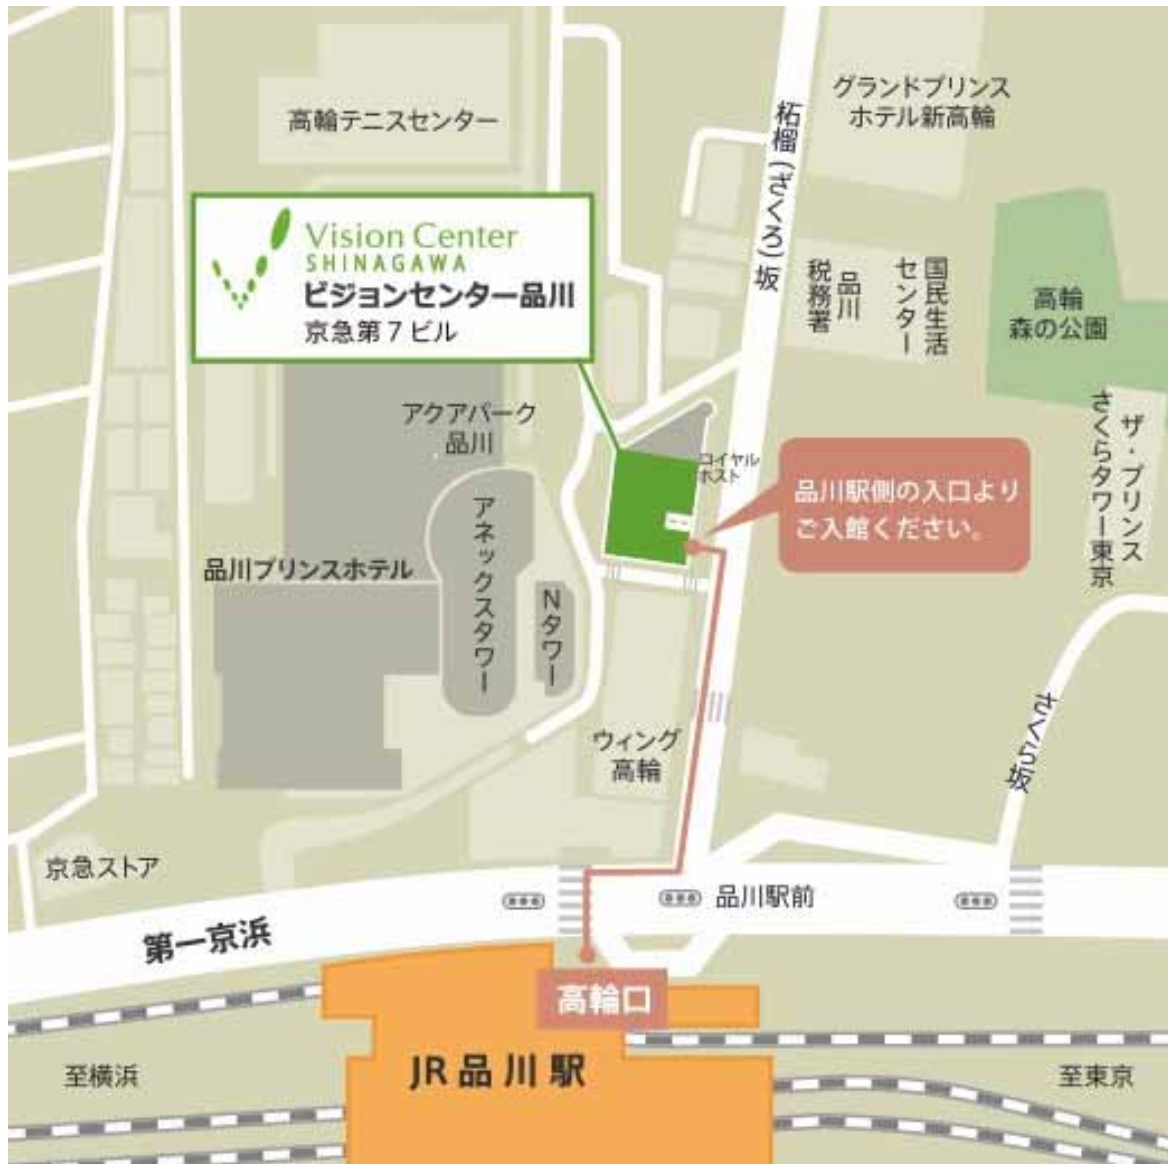 高輪テニスセンター
グランドプリンス
ホテル新高輪
柘榴(ざくろ)坂
Vision Center
SHINAGAWA
ビジョンセンター品川
京急第7ビル
品川
税務署
国民生活
センター
高輪
森の公園
アクアパーク
品川
ロイヤル
ホスト
ザ・プリンス
さくらタワー東京
品川駅側の入口より
ご入館ください。
アネックスタワー
品川プリンスホテル
Nタワー
ウィング
高輪
さくら坂
京急ストア
品川駅前
第一京浜
高輪口
JR品川駅
至横浜
至東京